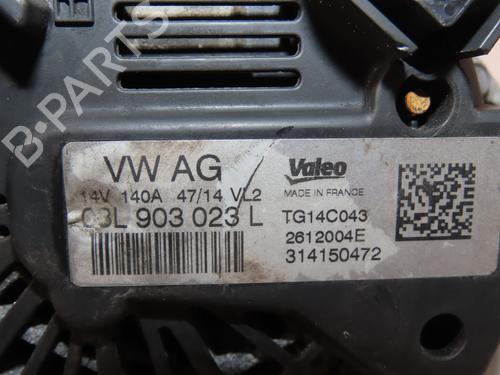 B-PARTS
VW AG
14V 140A 47/14 VL2
03L 903 023 L
Valeo
MADE IN FRANCE
TG14C043
2612004E
314150472